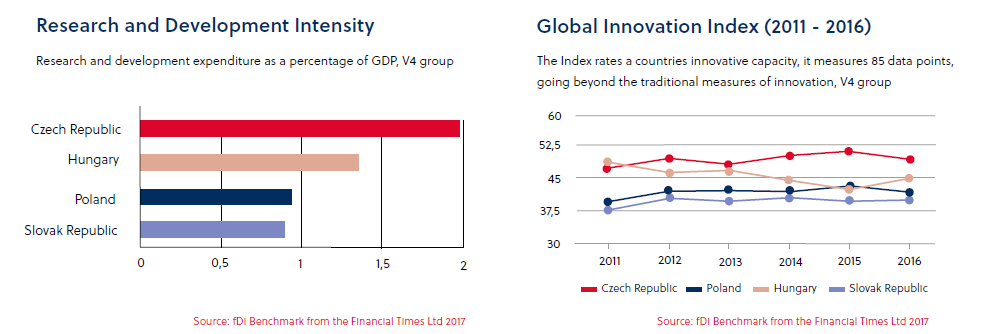 Research and Development Intensity
Research and development expenditure as a percentage of GDP, V4 group
Czech Republic
Hungary
Poland
Slovak Republic
0 0,5 1 1,5 2
Source: fDi Benchmark from the Financial Times Ltd 2017
Global Innovation Index (2011 - 2016)
The Index rates a countries innovative capacity, it measures 85 data points,
going beyond the traditional measures of innovation, V4 group
60
52,5
45
37,5
30
2011 2012 2013 2014 2015 2016
Czech Republic Poland Hungary Slovak Republic
Source: fDi Benchmark from the Financial Times Ltd 2017